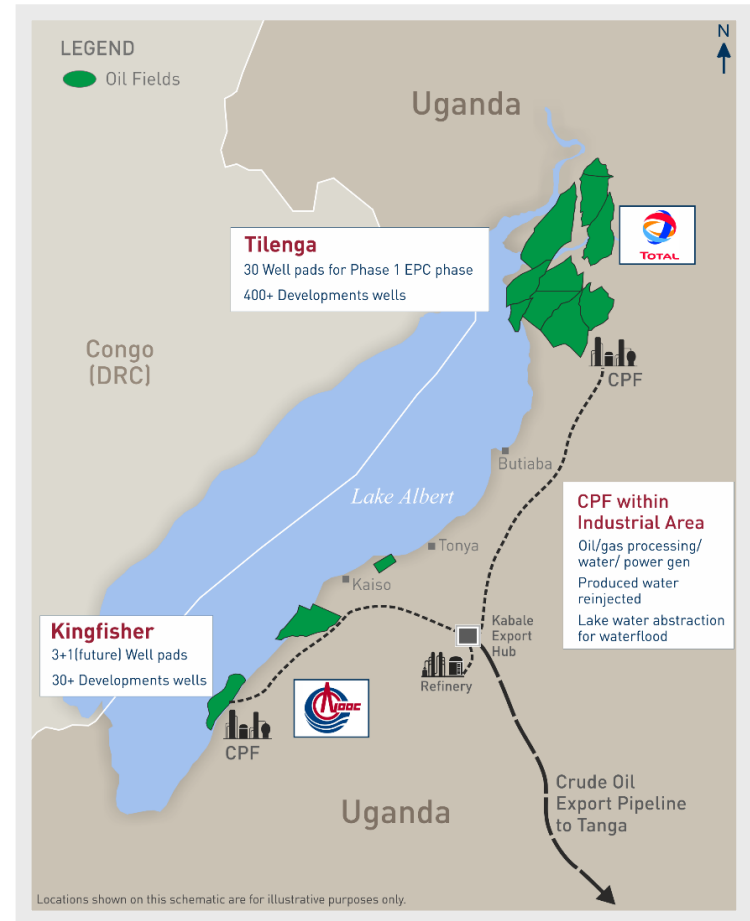 LEGEND
Oil Fields
N
Uganda
Tilenga
30 Well pads for Phase 1 EPC phase
400+ Developments wells
TOTAL
Congo
(DRC)
CPF
Butiaba
Lake Albert
CPF within
Industrial Area
Oil/gas processing/
water/ power gen
Produced water
reinjected
Lake water abstraction
for waterflood
Tonya
Kaiso
Kabale
Export
Hub
Kingfisher
3+1(future) Well pads
30+ Developments wells
Refinery
CNOOC
CPF
Crude Oil
Export Pipeline
to Tanga
Uganda
Locations shown on this schematic are for illustrative purposes only.